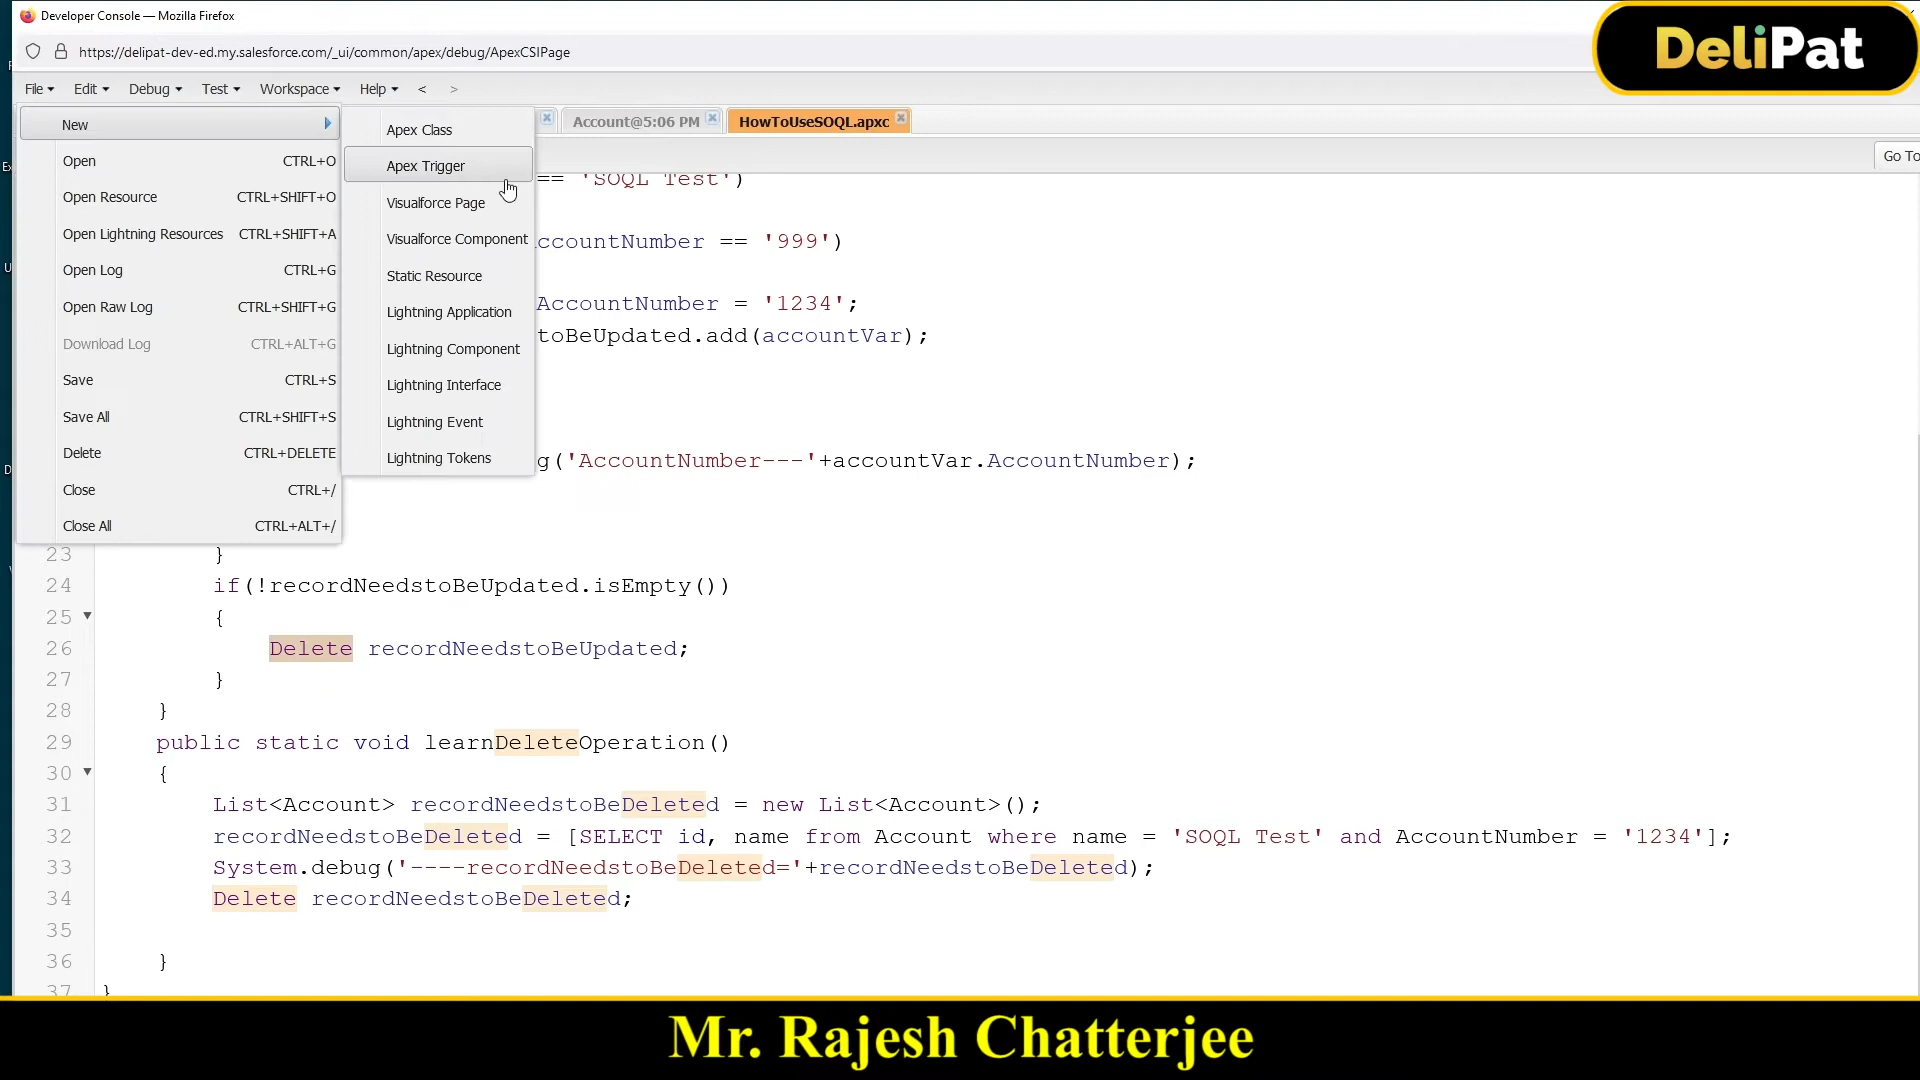 Developer Console — Mozilla Firefox
DeliPat
https://delipat-dev-ed.my.salesforce.com/_ui/common/apex/debug/ApexCSIPage
File Edit Debug Test Workspace Help < >
Account@5:06 PM HowToUseSOQL.apxc
Go To
New
Open CTRL+O
Open Resource CTRL+SHIFT+O
Open Lightning Resources CTRL+SHIFT+A
Open Log CTRL+G
Open Raw Log CTRL+SHIFT+G
Download Log CTRL+ALT+G
Save CTRL+S
Save All CTRL+SHIFT+S
Delete CTRL+DELETE
Close CTRL+/
Close All CTRL+ALT+/
Apex Class
Apex Trigger
Visualforce Page
Visualforce Component
Static Resource
Lightning Application
Lightning Component
Lightning Interface
Lightning Event
Lightning Tokens
== 'SOQL Test')
ccountNumber == '999')
AccountNumber = '1234';
toBeUpdated.add(accountVar);
g('AccountNumber---'+accountVar.AccountNumber);
23 }
24 if(!recordNeedstoBeUpdated.isEmpty())
25 {
26 Delete recordNeedstoBeUpdated;
27 }
28 }
29 public static void learnDeleteOperation()
30 {
31 List<Account> recordNeedstoBeDeleted = new List<Account>();
32 recordNeedstoBeDeleted = [SELECT id, name from Account where name = 'SOQL Test' and AccountNumber = '1234'];
33 System.debug('----recordNeedstoBeDeleted='+recordNeedstoBeDeleted);
34 Delete recordNeedstoBeDeleted;
35
36 }
37 }
Mr. Rajesh Chatterjee